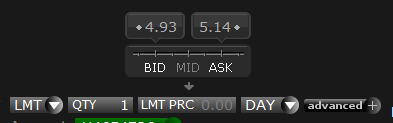 4.93 5.14
BID MID ASK
LMT QTY 1 LMT PRC 0.00 DAY advanced +